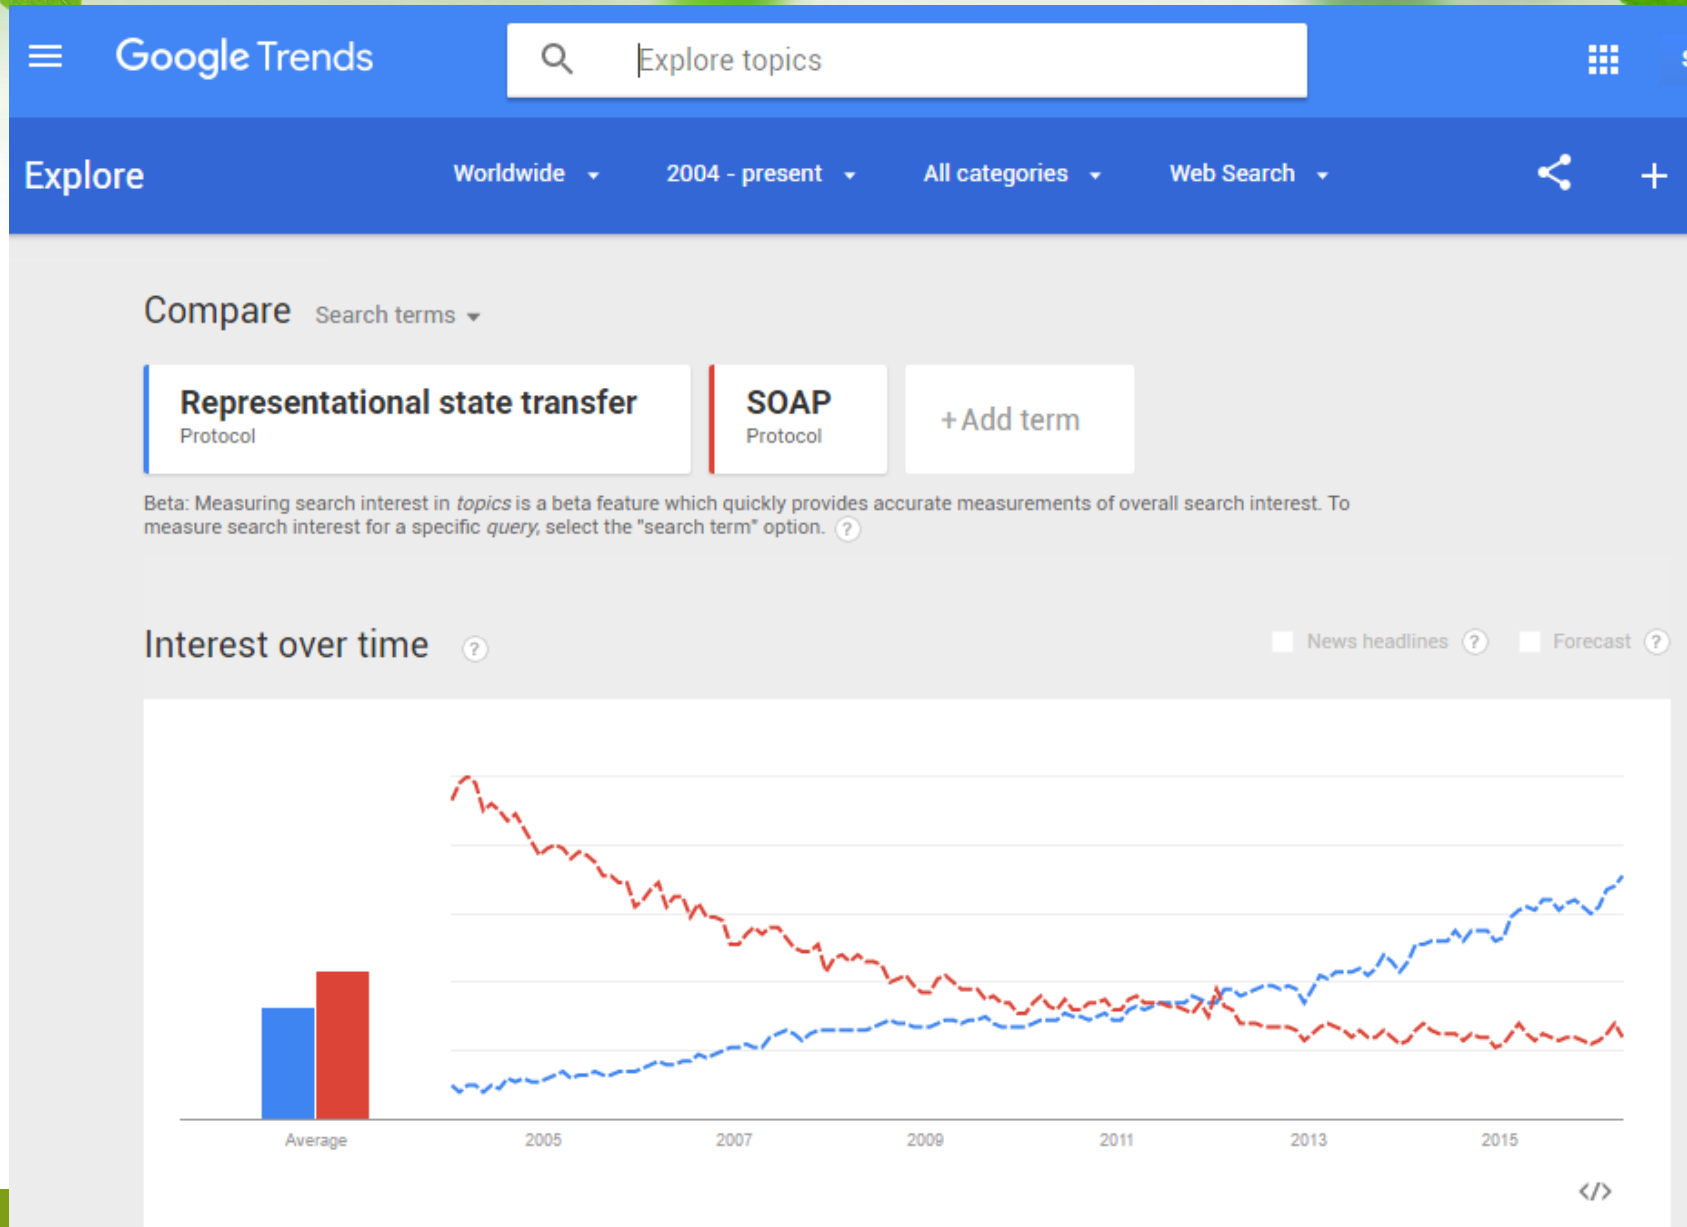 Google Trends
Explore topics
S
Explore
Worldwide
2004 - present
All categories
Web Search
+
Compare Search terms
Representational state transfer
Protocol
SOAP
Protocol
+Add term
Beta: Measuring search interest in topics is a beta feature which quickly provides accurate measurements of overall search interest. To
measure search interest for a specific query, select the "search term" option. ?
Interest over time ?
News headlines ? Forecast ?
Average 2005 2007 2009 2011 2013 2015
</>